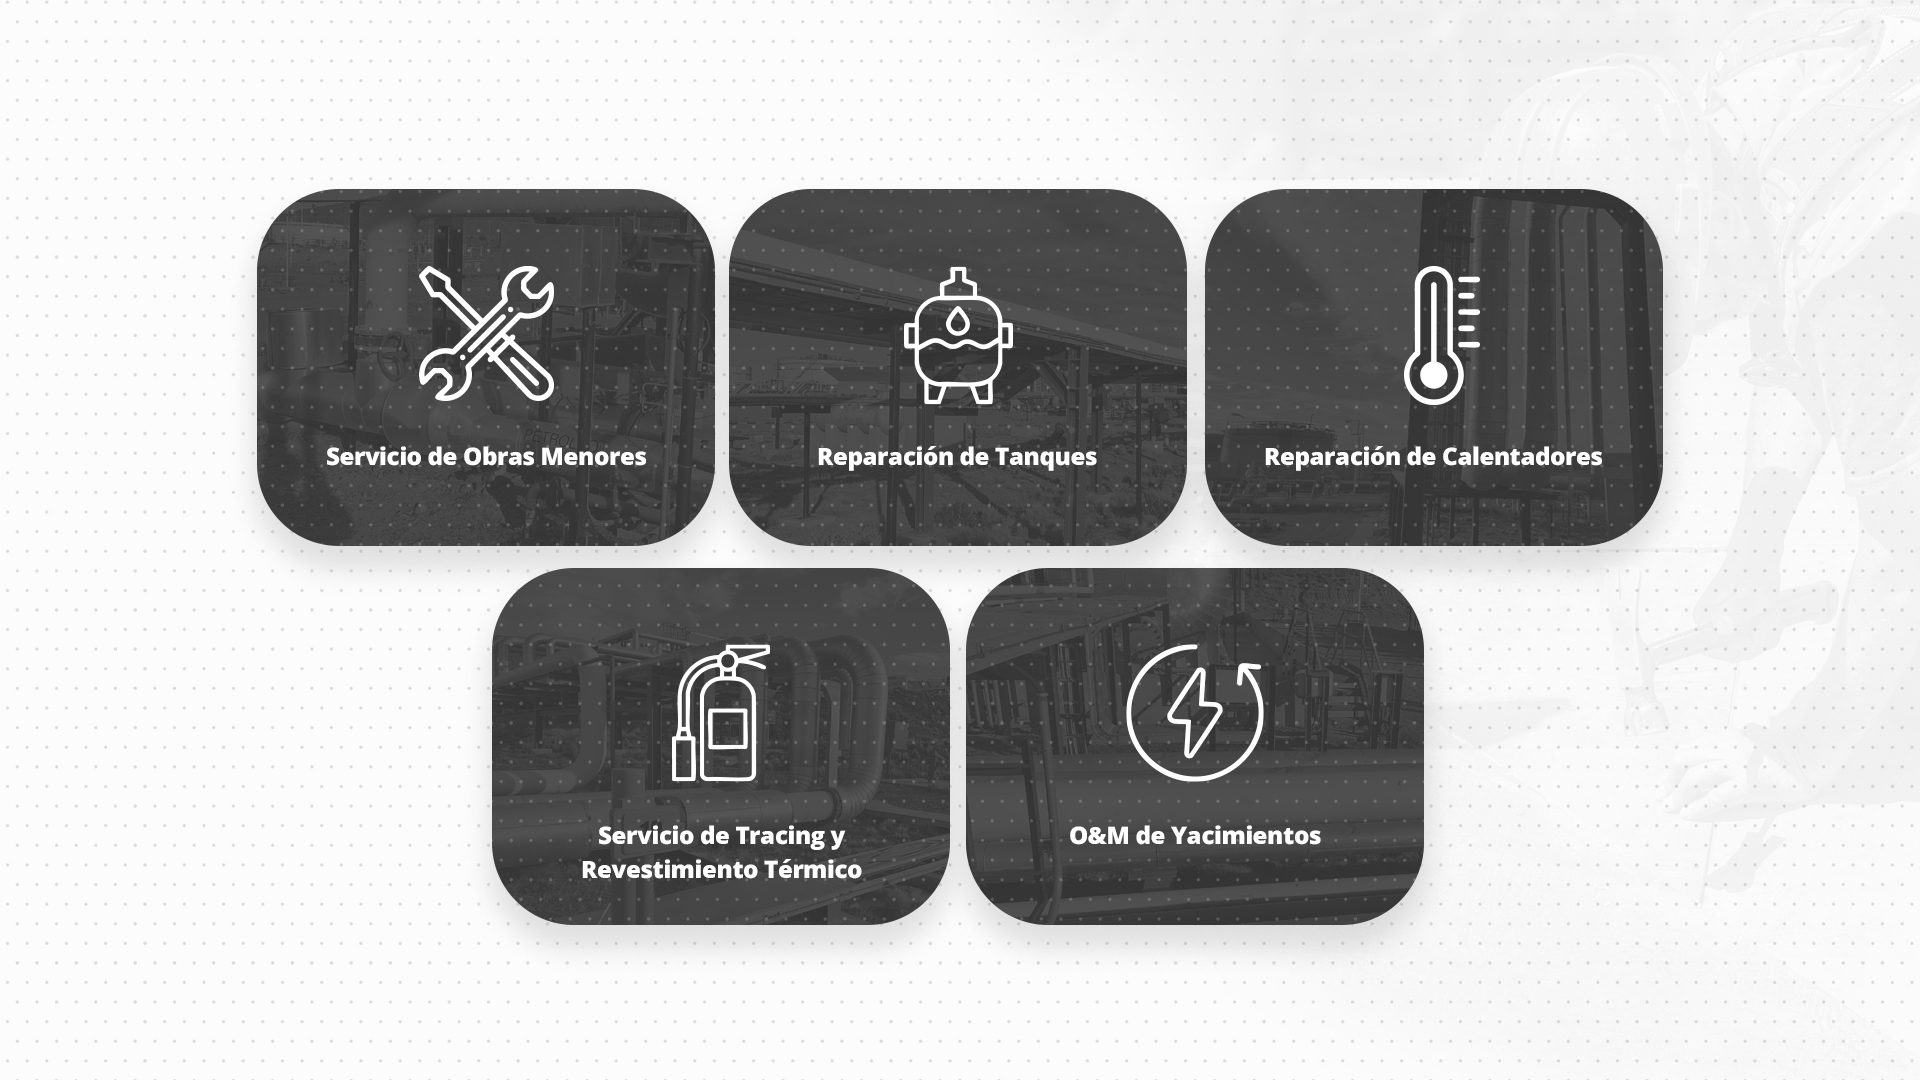 Servicio de Obras Menores
Reparación de Tanques
Reparación de Calentadores
Servicio de Tracing y
Revestimiento Térmico
O&M de Yacimientos